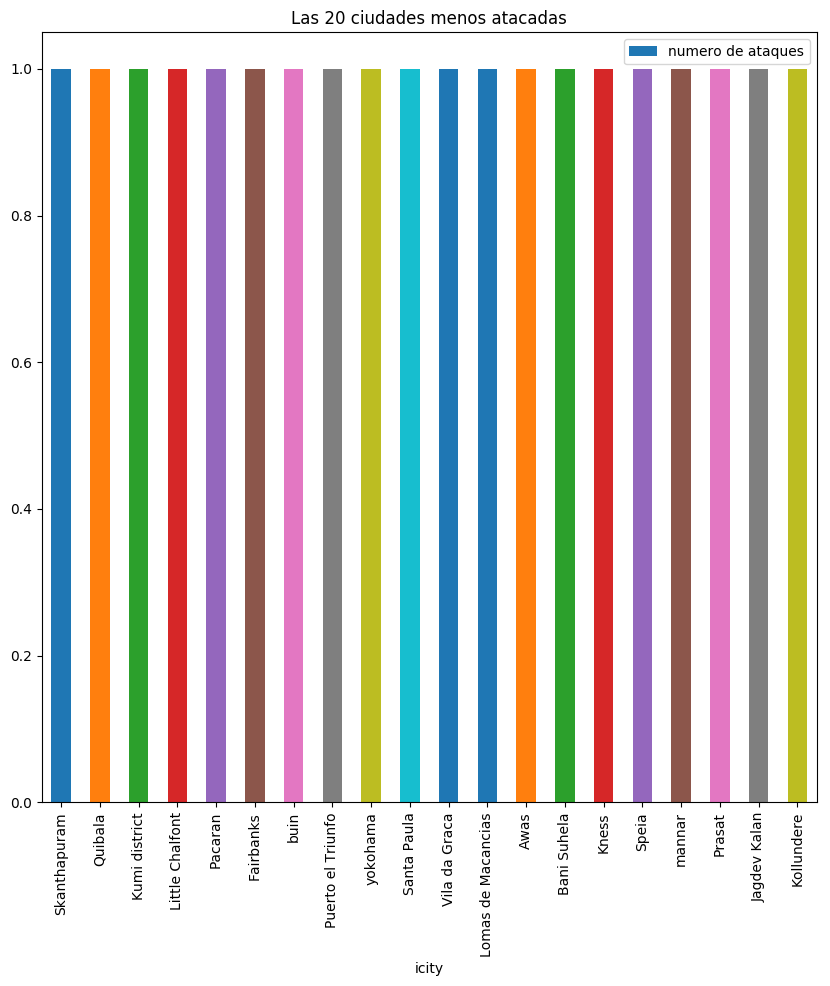 Las 20 ciudades menos atacadas
numero de ataques
1.0
0.8
0.6
0.4
0.2
0.0
Skanthapuram
Quibala
Kumi district
Little Chalfont
Pacaran
Fairbanks
buin
Puerto el Triunfo
yokohama
Santa Paula
Vila da Graca
Lomas de Macancias
Awas
Bani Suhela
Kness
Speia
mannar
Prasat
Jagdev Kalan
Kollundere
icity